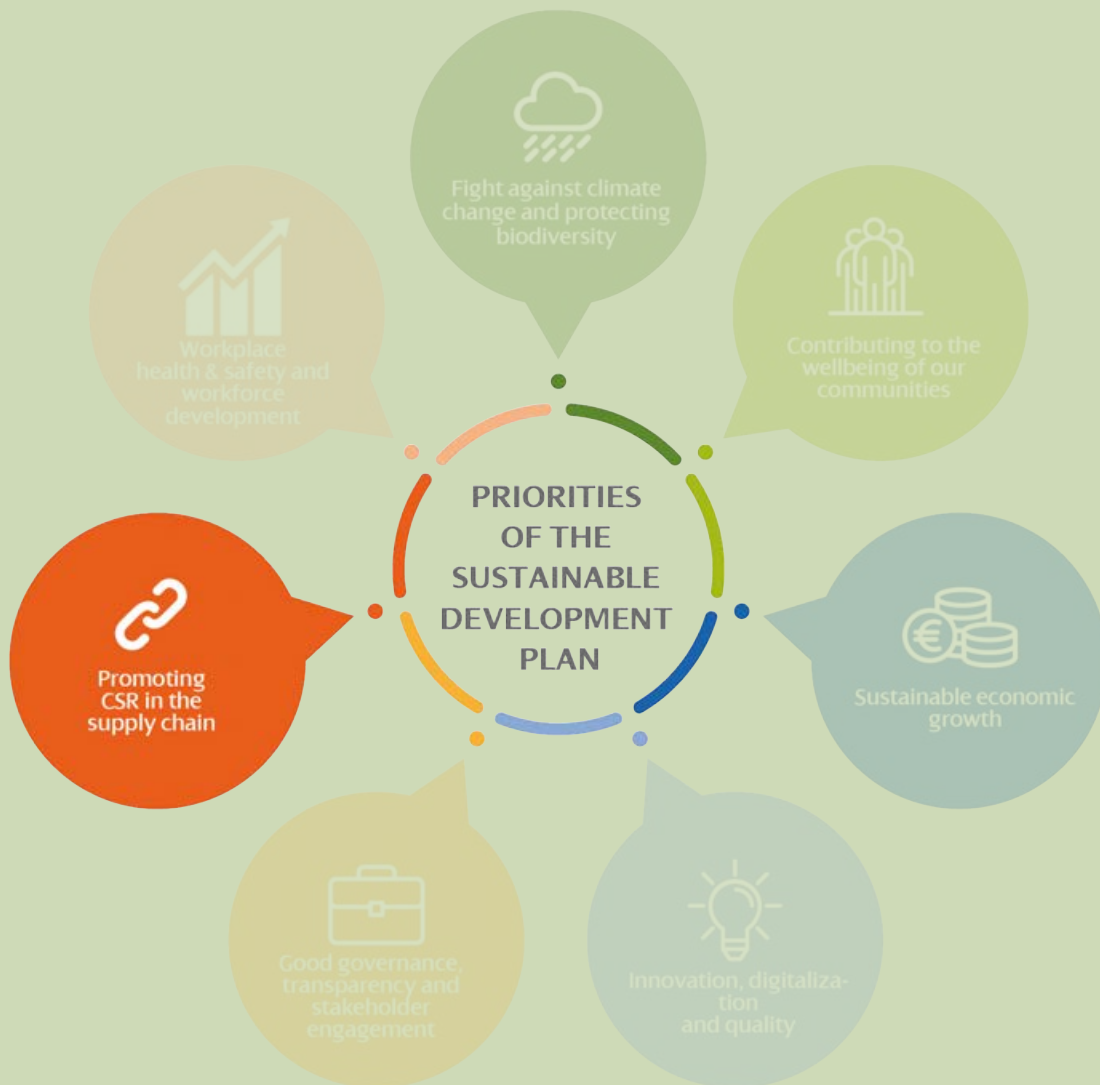 Fight against climate
change and protecting
biodiversity
Contributing to the
wellbeing of our
communities
Sustainable economic
growth
Innovation, digitaliza-
tion
and quality
Good governance,
transparency and
stakeholder
engagement
Promoting
CSR in the
supply chain
Workplace
health & safety and
workforce
development
PRIORITIES
OF THE
SUSTAINABLE
DEVELOPMENT
PLAN